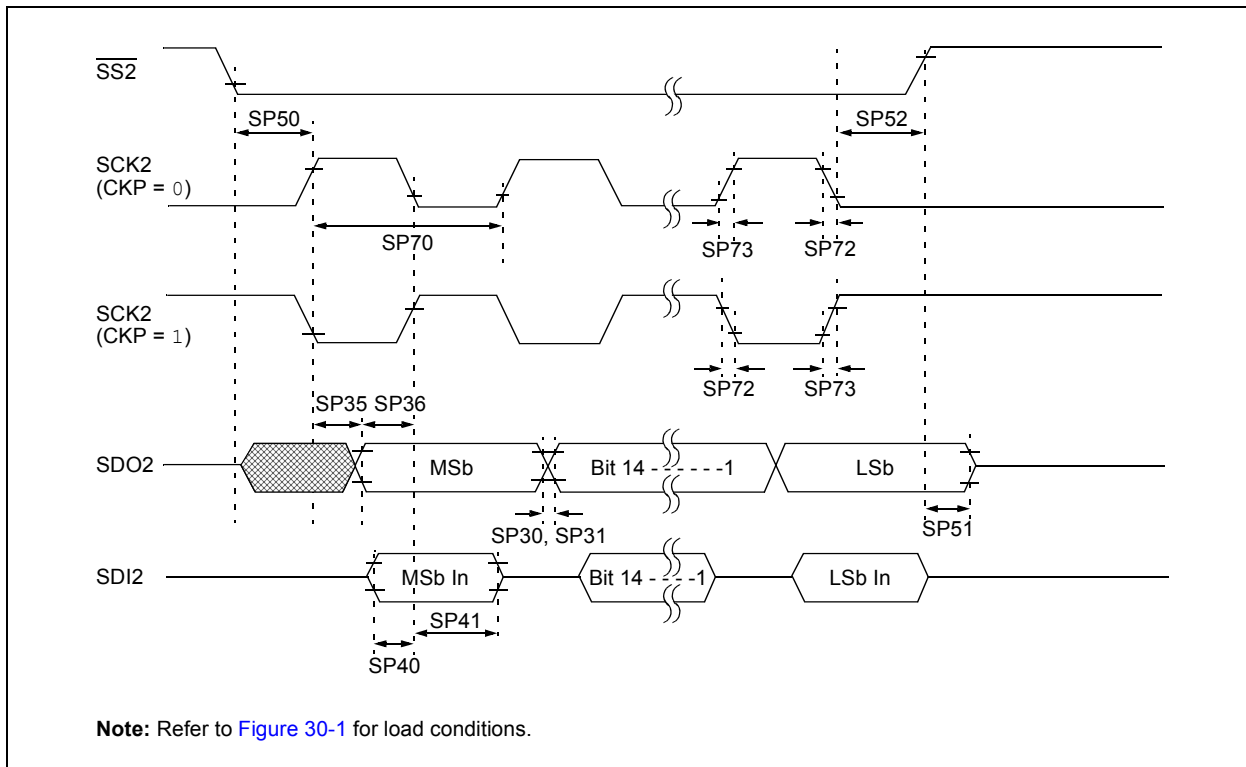 SS2
SP50
SP52
SCK2
(CKP = 0)
SP70
SP73
SP72
SCK2
(CKP = 1)
SP72
SP73
SP35
SP36
SDO2
MSb
Bit 14 - - - - - -1
LSb
SP30, SP31
SP51
SDI2
MSb In
Bit 14 - - - -1
LSb In
SP41
SP40
Note: Refer to Figure 30-1 for load conditions.